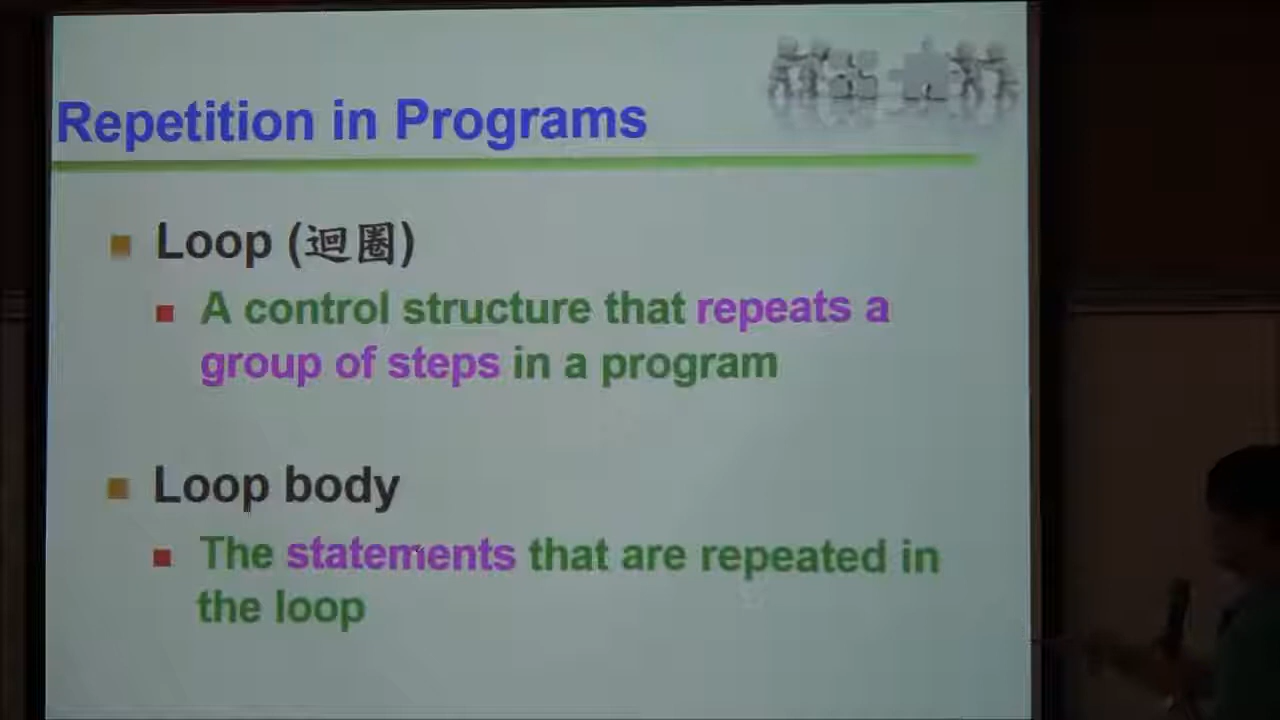 Repetition in Programs
Loop (迴圈)
A control structure that repeats a
group of steps in a program
Loop body
The statements that are repeated in
the loop